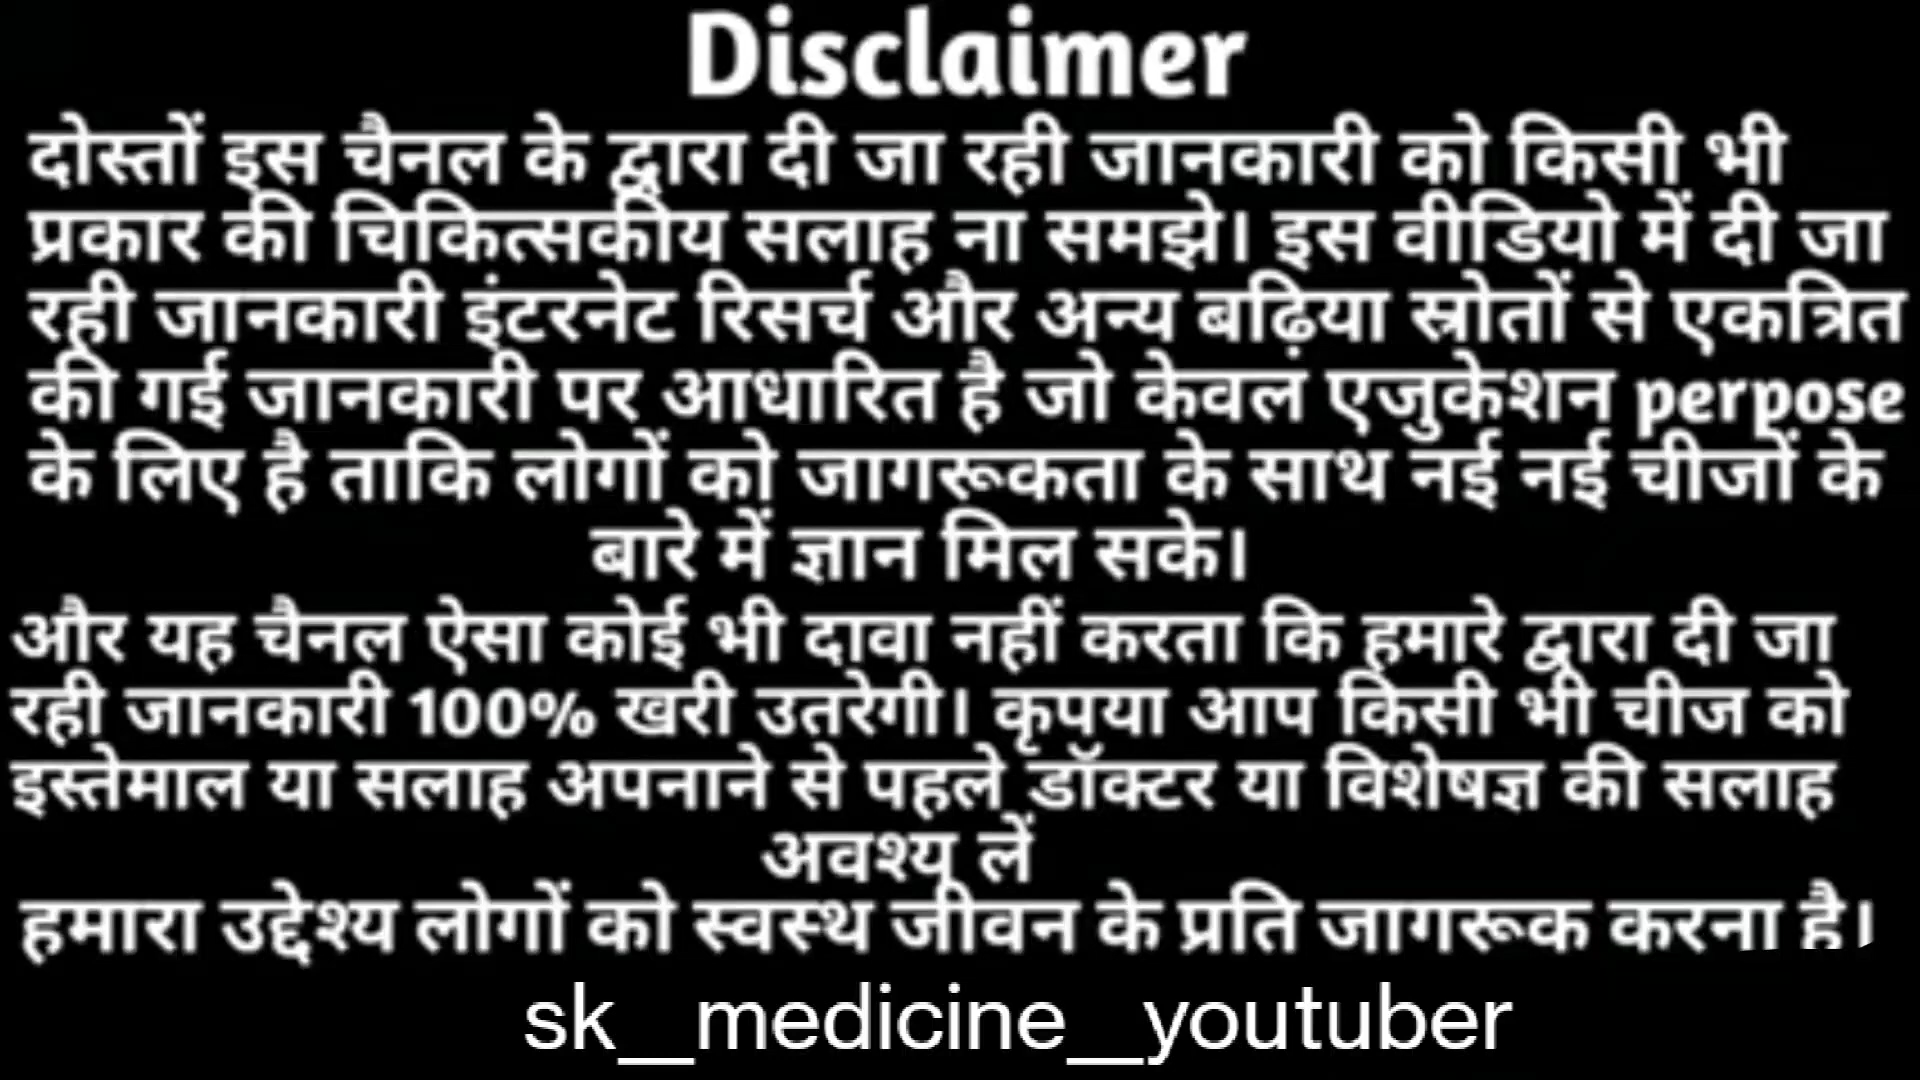 Disclaimer
दोस्तों इस चैनल के द्वारा दी जा रही जानकारी को किसी भी
प्रकार की चिकित्सकीय सलाह ना समझे। इस वीडियो में दी जा
रही जानकारी इंटरनेट रिसर्च और अन्य बढ़िया स्रोतों से एकत्रित
की गई जानकारी पर आधारित है जो केवल एजुकेशन perpose
के लिए है ताकि लोगों को जागरूकता के साथ नई नई चीजों के
बारे में ज्ञान मिल सके।
और यह चैनल ऐसा कोई भी दावा नहीं करता कि हमारे द्वारा दी जा
रही जानकारी 100% खरी उतरेगी। कृपया आप किसी भी चीज को
इस्तेमाल या सलाह अपनाने से पहले डॉक्टर या विशेषज्ञ की सलाह
अवश्य लें
हमारा उद्देश्य लोगों को स्वस्थ जीवन के प्रति जागरूक करना है।
sk__medicine__youtuber